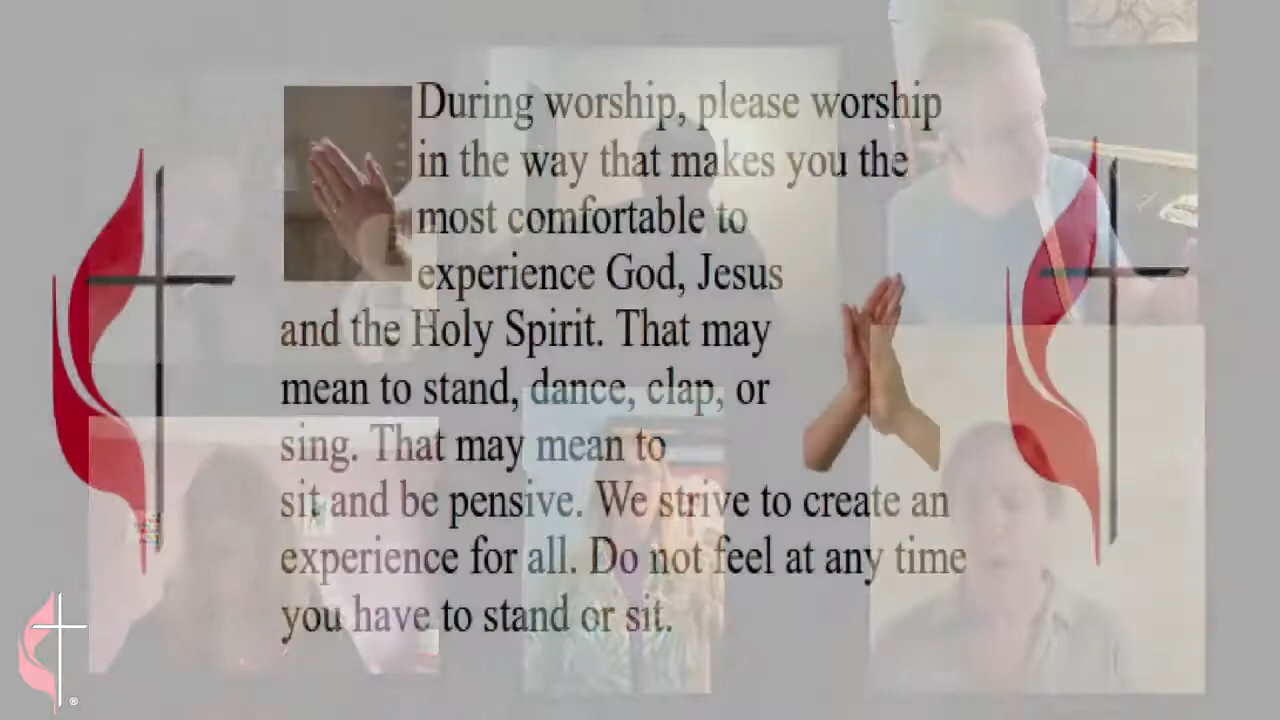 During worship, please worship
in the way that makes you the
most comfortable to
experience God, Jesus
and the Holy Spirit. That may
mean to stand, dance, clap, or
sing. That may mean to
sit and be pensive. We strive to create an
experience for all. Do not feel at any time
you have to stand or sit.
®